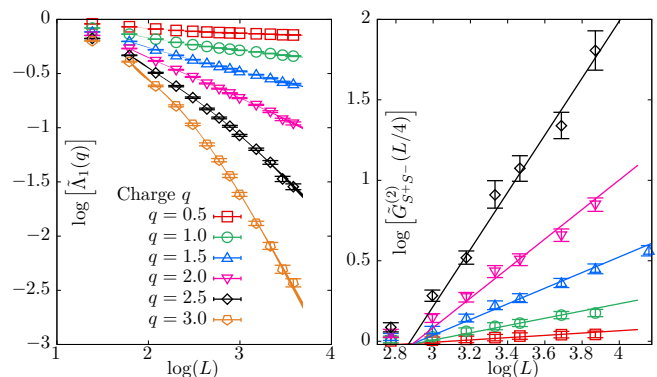 0
−0.5
−1
−1.5
−2
−2.5
−3
1
2
3
4
log(L)
log [Λ̃₁(q)]
Charge q
q = 0.5
q = 1.0
q = 1.5
q = 2.0
q = 2.5
q = 3.0
2
1.5
1
0.5
0
2.8
3
3.2
3.4
3.6
3.8
4
log(L)
log [G̃⁽²⁾_{S⁺S⁻}(L/4)]